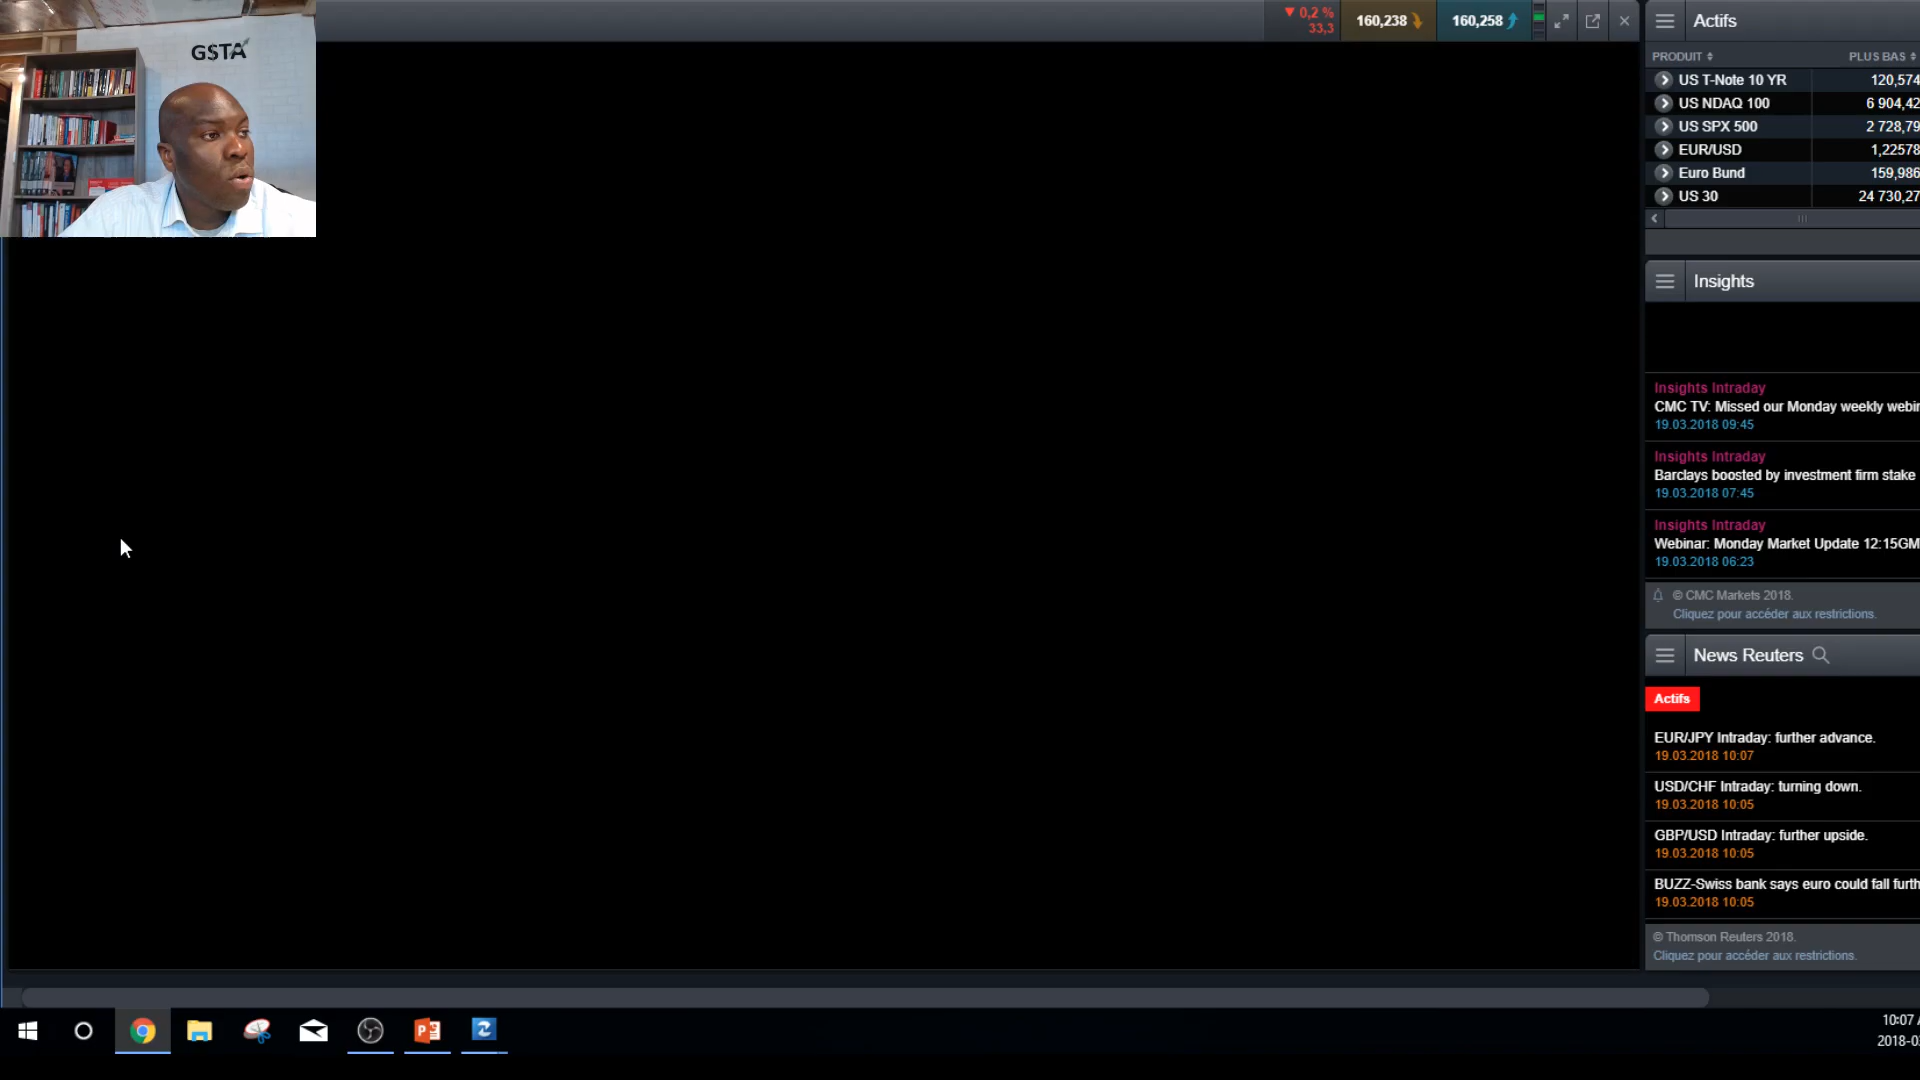 G$TA
0,2 %
33,3
160,238
160,258
Actifs
PRODUIT
PLUS BAS
US T-Note 10 YR
120,574
US NDAQ 100
6 904,42
US SPX 500
2 728,79
EUR/USD
1,22578
Euro Bund
159,986
US 30
24 730,27
Insights
Insights Intraday
CMC TV: Missed our Monday weekly webin
19.03.2018 09:45
Insights Intraday
Barclays boosted by investment firm stake
19.03.2018 07:45
Insights Intraday
Webinar: Monday Market Update 12:15GM
19.03.2018 06:23
© CMC Markets 2018.
Cliquez pour accéder aux restrictions.
News Reuters
Actifs
EUR/JPY Intraday: further advance.
19.03.2018 10:07
USD/CHF Intraday: turning down.
19.03.2018 10:05
GBP/USD Intraday: further upside.
19.03.2018 10:05
BUZZ-Swiss bank says euro could fall furth
19.03.2018 10:05
© Thomson Reuters 2018.
Cliquez pour accéder aux restrictions.
10:07
2018-0